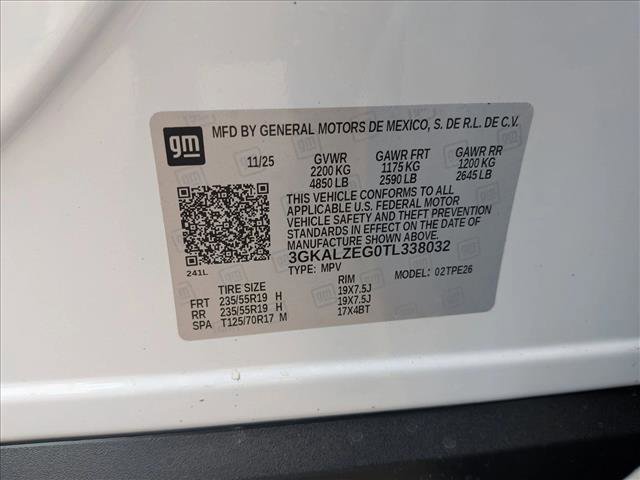 gm MFD BY GENERAL MOTORS DE MEXICO, S. DE R.L. DE C.V.
11/25 GVWR GAWR FRT GAWR RR
2200 KG 1175 KG 1200 KG
4850 LB 2590 LB 2645 LB
THIS VEHICLE CONFORMS TO ALL
APPLICABLE U.S. FEDERAL MOTOR
VEHICLE SAFETY AND THEFT PREVENTION
STANDARDS IN EFFECT ON THE DATE OF
MANUFACTURE SHOWN ABOVE.
3GKALZEG0TL338032
241L TYPE: MPV MODEL: 02TPE26
TIRE SIZE RIM
FRT 235/55R19 H 19X7.5J
RR 235/55R19 H 19X7.5J
SPA T125/70R17 M 17X4BT